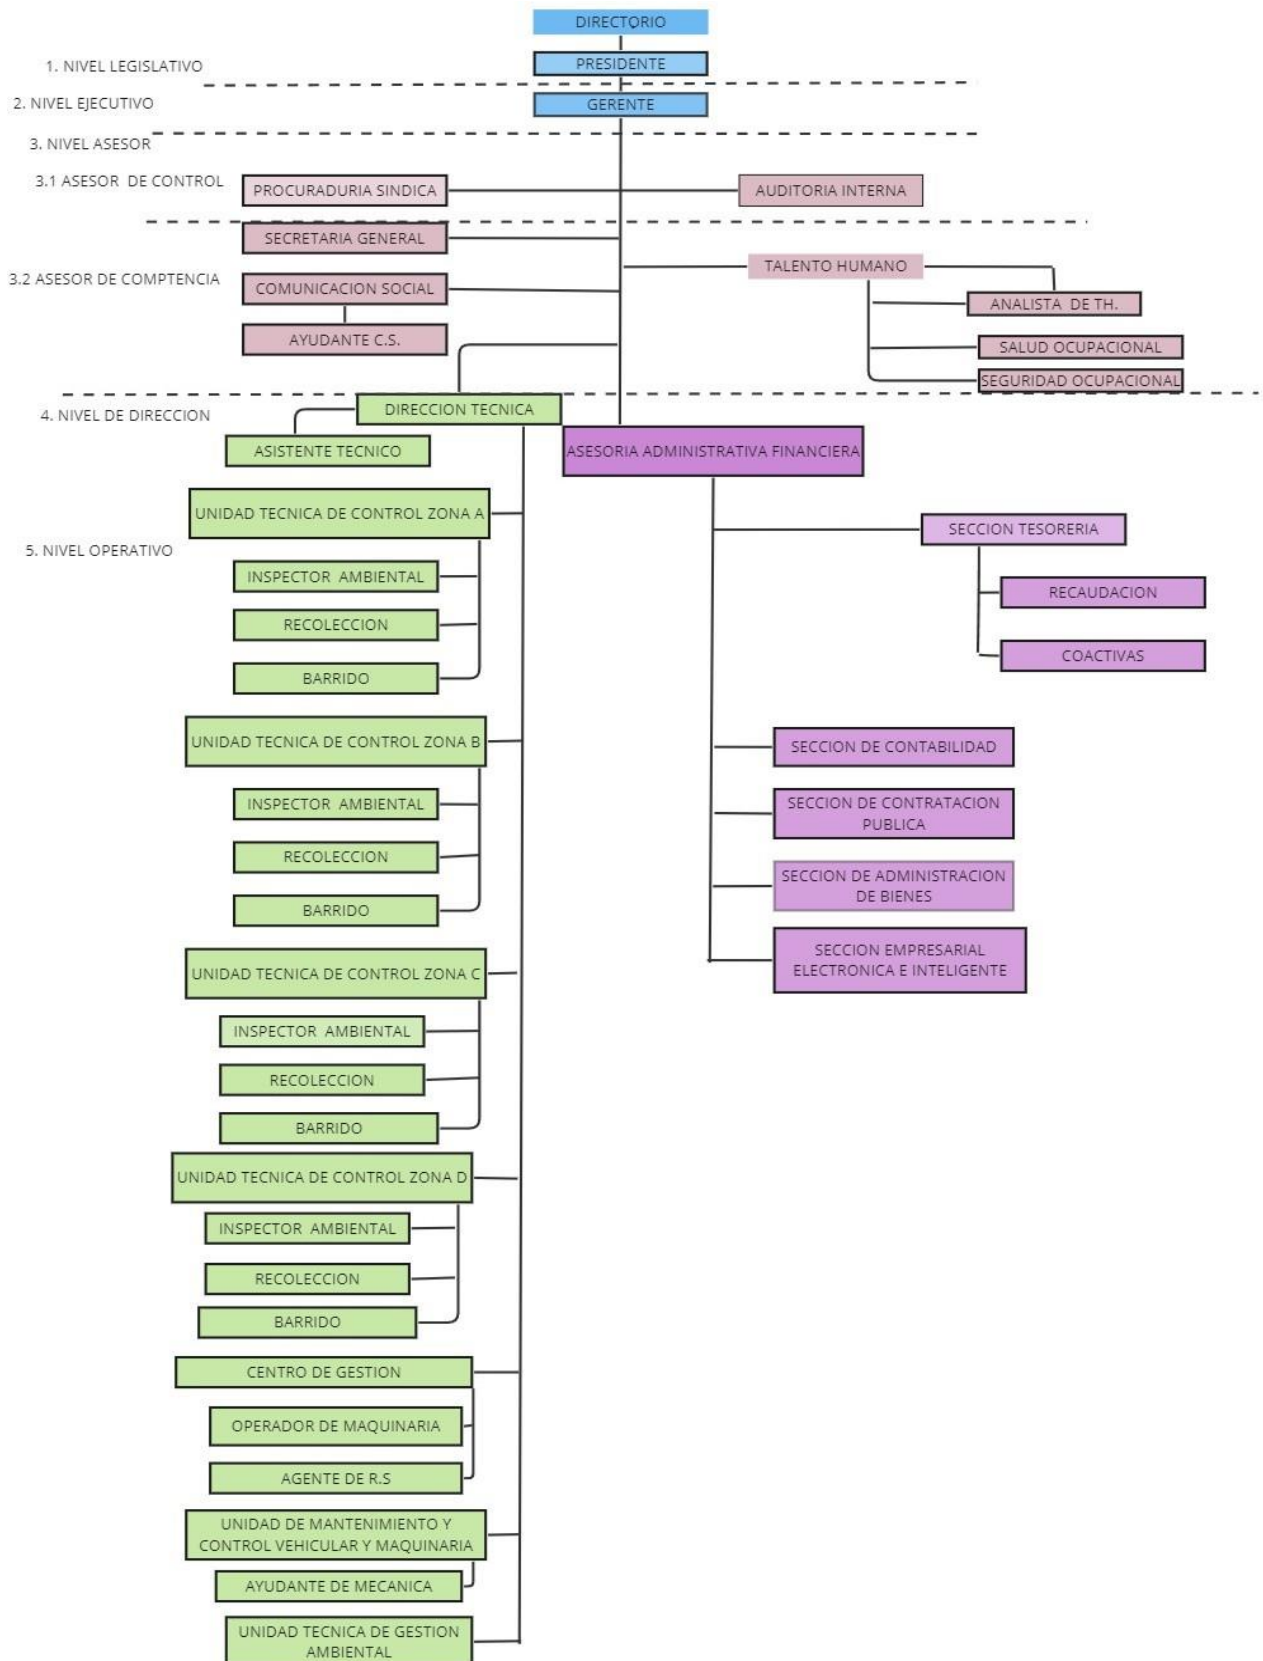 DIRECTORIO
1. NIVEL LEGISLATIVO
PRESIDENTE
2. NIVEL EJECUTIVO
GERENTE
3. NIVEL ASESOR
3.1 ASESOR DE CONTROL
PROCURADURIA SINDICA
AUDITORIA INTERNA
SECRETARIA GENERAL
3.2 ASESOR DE COMPTENCIA
COMUNICACION SOCIAL
AYUDANTE C.S.
TALENTO HUMANO
ANALISTA DE TH.
SALUD OCUPACIONAL
SEGURIDAD OCUPACIONAL
4. NIVEL DE DIRECCION
DIRECCION TECNICA
ASISTENTE TECNICO
ASESORIA ADMINISTRATIVA FINANCIERA
5. NIVEL OPERATIVO
UNIDAD TECNICA DE CONTROL ZONA A
INSPECTOR AMBIENTAL
RECOLECCION
BARRIDO
UNIDAD TECNICA DE CONTROL ZONA B
INSPECTOR AMBIENTAL
RECOLECCION
BARRIDO
UNIDAD TECNICA DE CONTROL ZONA C
INSPECTOR AMBIENTAL
RECOLECCION
BARRIDO
UNIDAD TECNICA DE CONTROL ZONA D
INSPECTOR AMBIENTAL
RECOLECCION
BARRIDO
CENTRO DE GESTION
OPERADOR DE MAQUINARIA
AGENTE DE R.S
UNIDAD DE MANTENIMIENTO Y
CONTROL VEHICULAR Y MAQUINARIA
AYUDANTE DE MECANICA
UNIDAD TECNICA DE GESTION
AMBIENTAL
SECCION TESORERIA
RECAUDACION
COACTIVAS
SECCION DE CONTABILIDAD
SECCION DE CONTRATACION
PUBLICA
SECCION DE ADMINISTRACION
DE BIENES
SECCION EMPRESARIAL
ELECTRONICA E INTELIGENTE